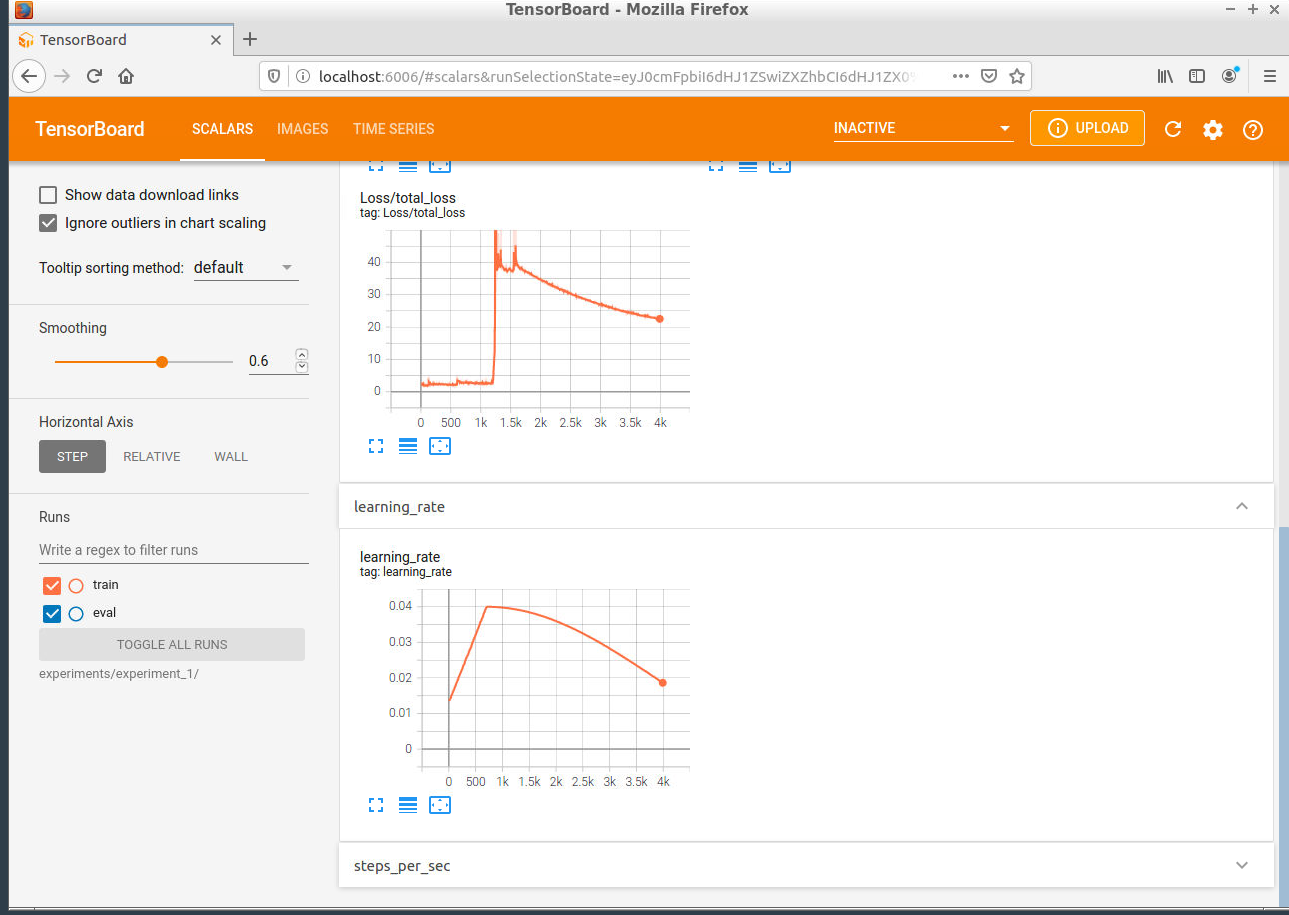 TensorBoard - Mozilla Firefox
TensorBoard
localhost:6006/#scalars&runSelectionState=
TensorBoard SCALARS IMAGES TIME SERIES INACTIVE UPLOAD
Show data download links
Ignore outliers in chart scaling
Tooltip sorting method: default
Smoothing
0.6
Horizontal Axis
STEP RELATIVE WALL
Runs
Write a regex to filter runs
train
eval
TOGGLE ALL RUNS
experiments/experiment_1/
Loss/total_loss
tag: Loss/total_loss
40
30
20
10
0
0 500 1k 1.5k 2k 2.5k 3k 3.5k 4k
learning_rate
learning_rate
tag: learning_rate
0.04
0.03
0.02
0.01
0
0 500 1k 1.5k 2k 2.5k 3k 3.5k 4k
steps_per_sec